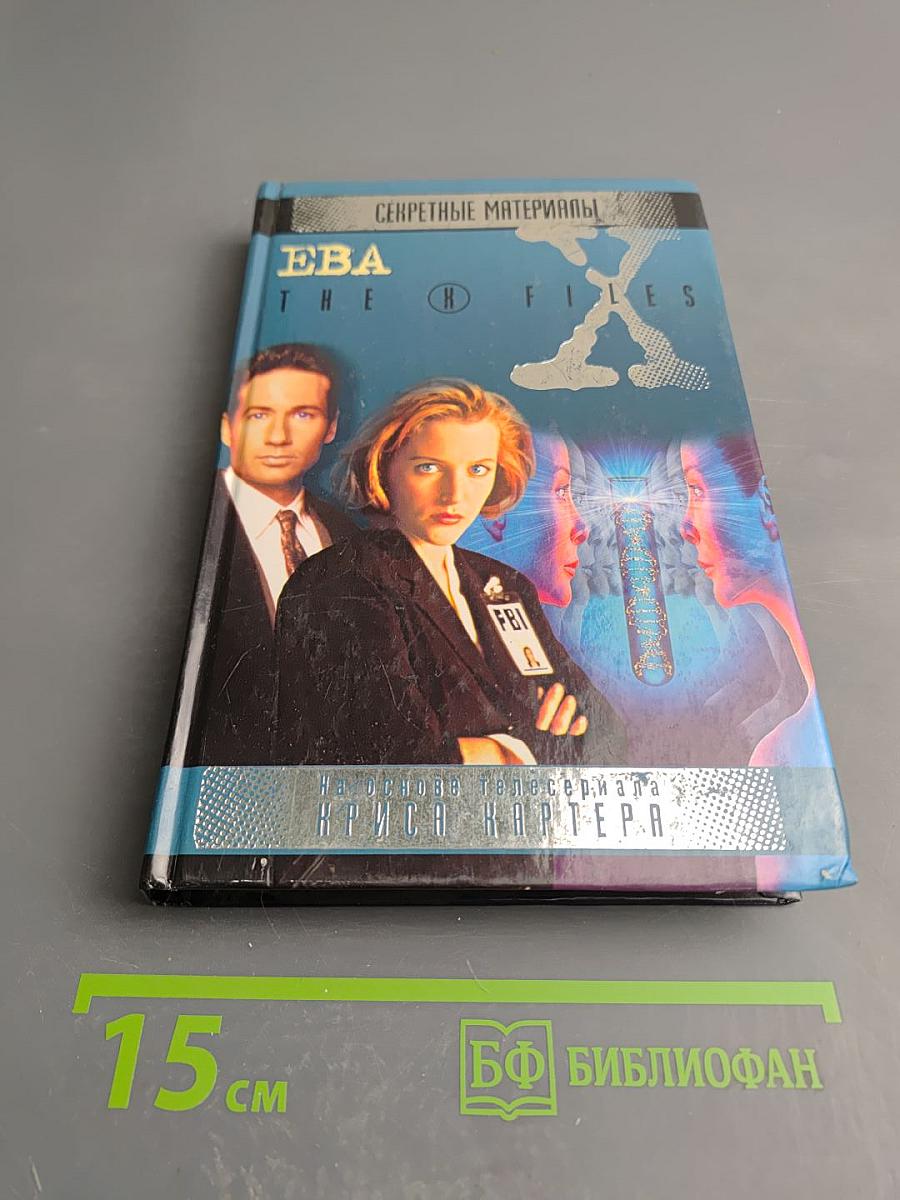 СЕКРЕТНЫЕ МАТЕРИАЛЫ
ЕВА
THE X FILES
X
FBI
На основе телесериала
КРИСА КАРТЕРА
15 см
БФ БИБЛИОФАН